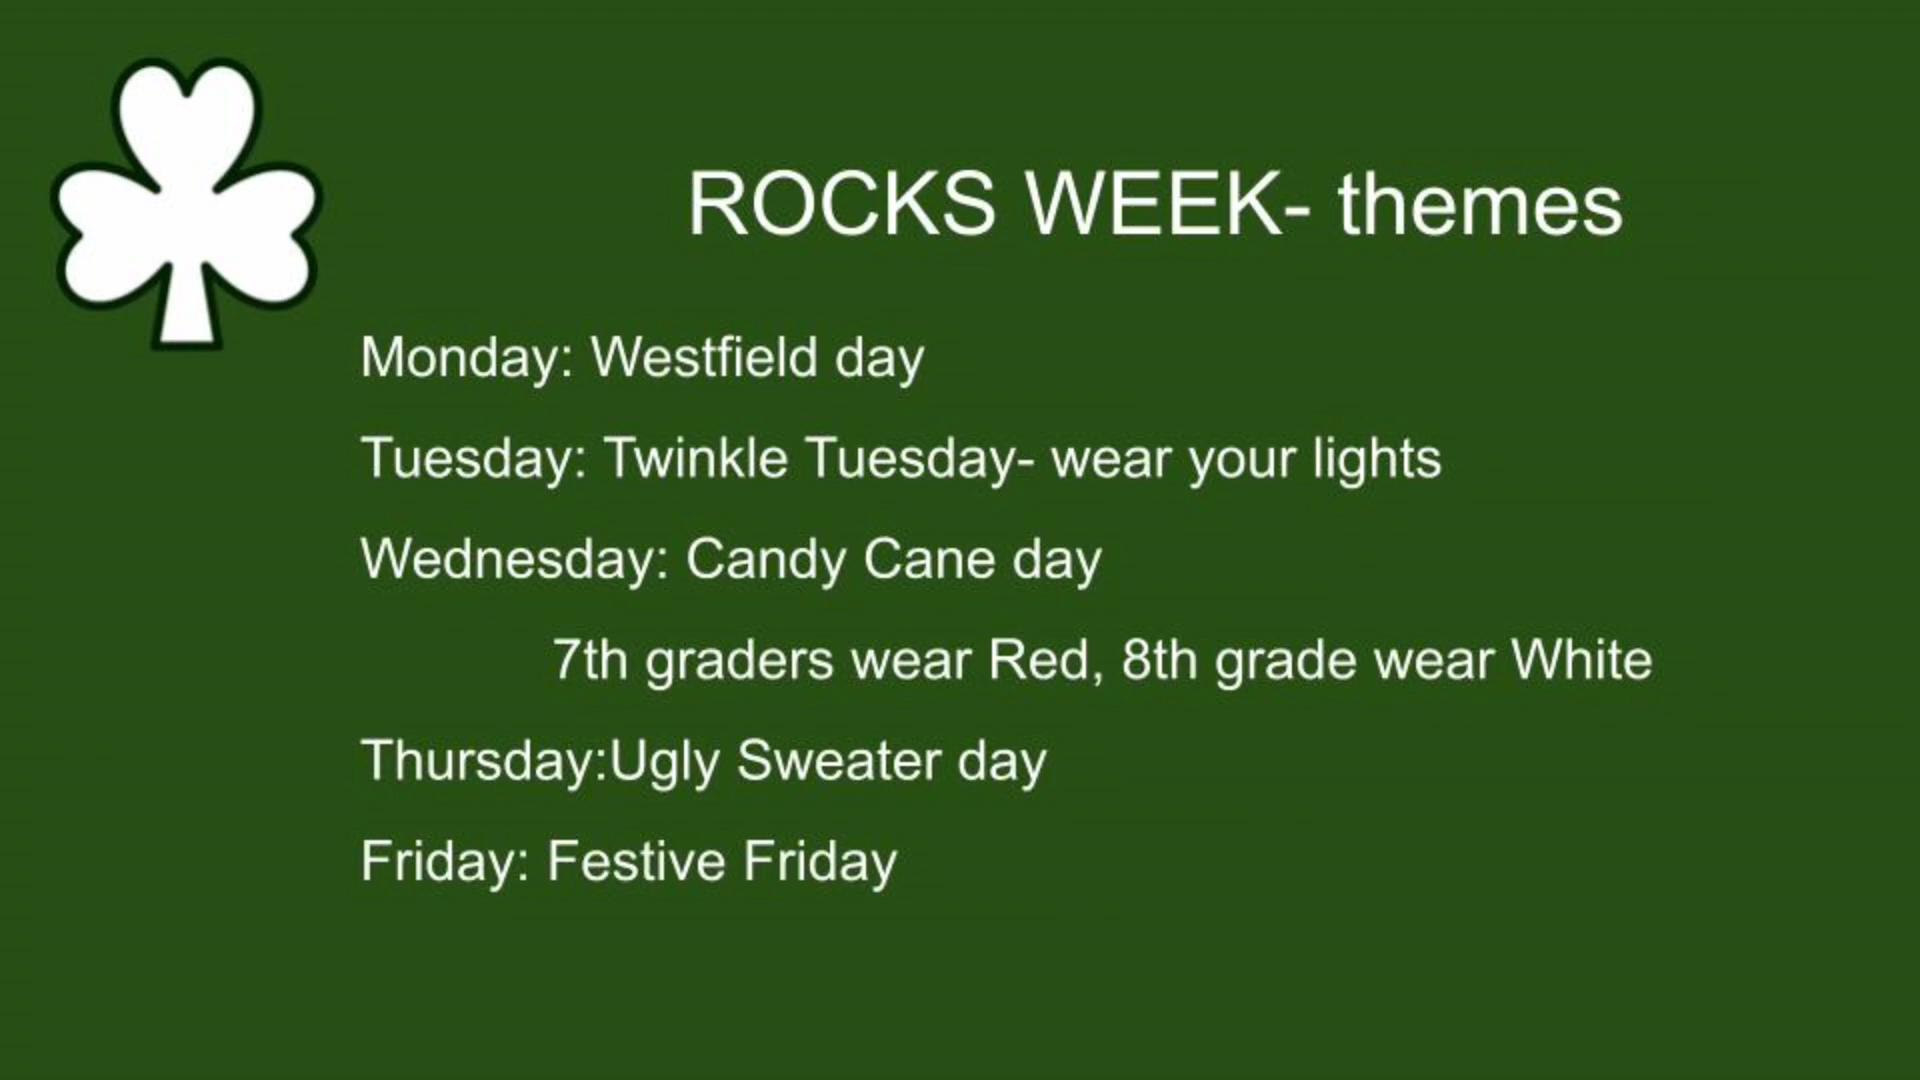 ROCKS WEEK- themes
Monday: Westfield day
Tuesday: Twinkle Tuesday- wear your lights
Wednesday: Candy Cane day
7th graders wear Red, 8th grade wear White
Thursday:Ugly Sweater day
Friday: Festive Friday